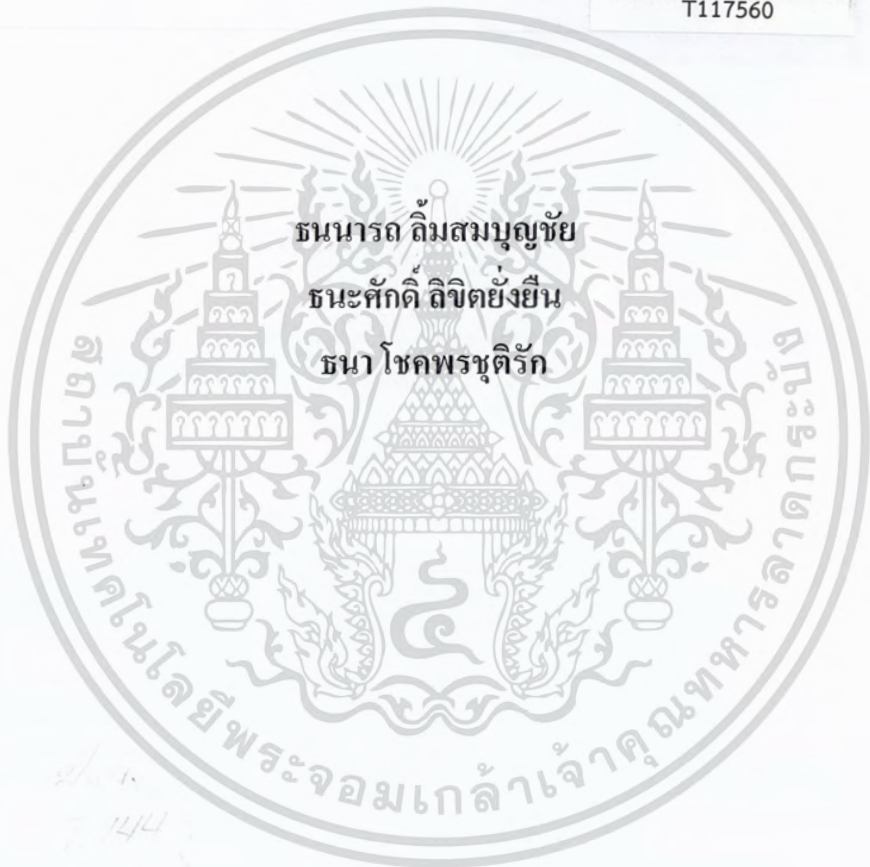 T117560
ธนนารถ ลิ้มสมบุญชัย
ธนะศักดิ์ ลิขิตยั่งยืน
ธนา โชคพรชุติรัก
สถาบันเทคโนโลยีพระจอมเกล้าเจ้าคุณทหารลาดกระบัง
๔
144